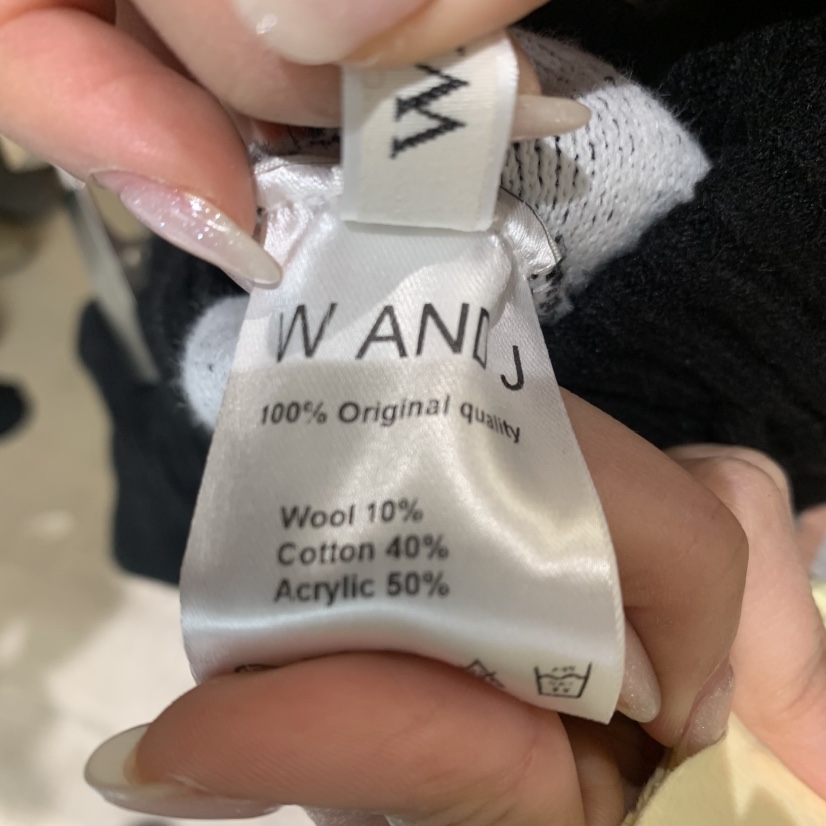 W
W AND J
100% Original quality
Wool 10%
Cotton 40%
Acrylic 50%